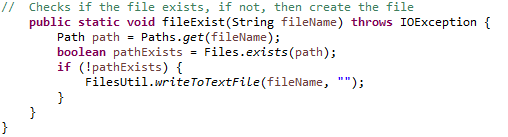 //  Checks if the file exists, if not, then create the file
    public static void fileExist(String fileName) throws IOException {
        Path path = Paths.get(fileName);
        boolean pathExists = Files.exists(path);
        if (!pathExists) {
            FilesUtil.writeToTextFile(fileName, "");
        }
    }
}